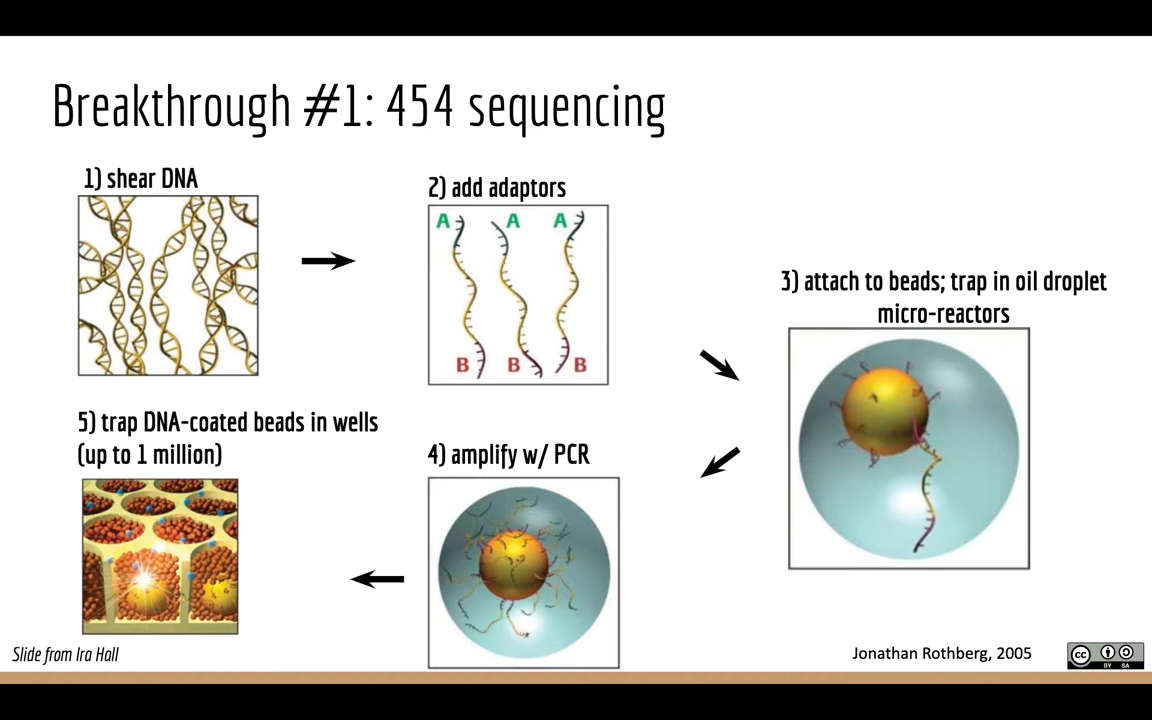 Breakthrough #1: 454 sequencing
1) shear DNA
2) add adaptors
A A A
B B B
3) attach to beads; trap in oil droplet
micro-reactors
4) amplify w/ PCR
5) trap DNA-coated beads in wells
(up to 1 million)
Slide from Ira Hall
Jonathan Rothberg, 2005
cc
BY SA